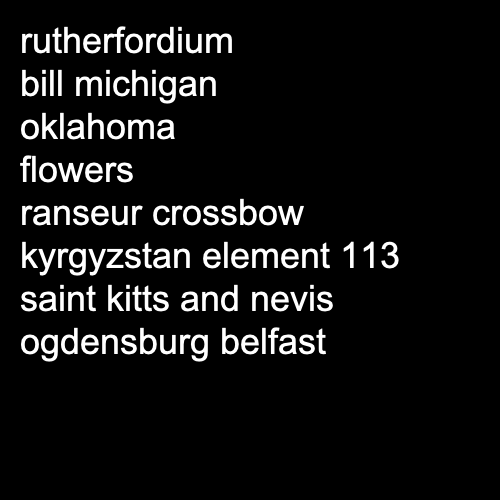 rutherfordium
bill michigan
oklahoma
flowers
ranseur crossbow
kyrgyzstan element 113
saint kitts and nevis
ogdensburg belfast